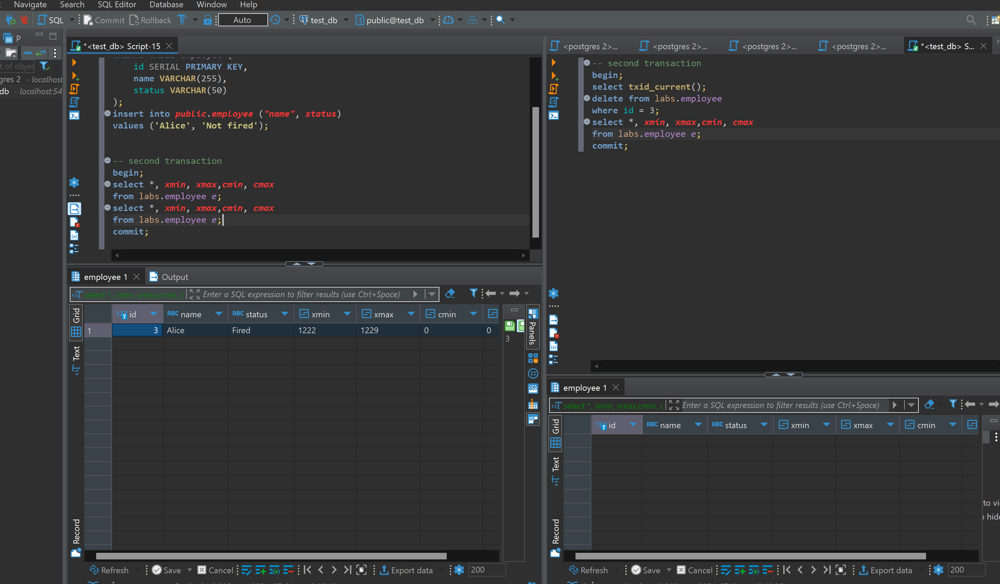 Navigate Search SQL Editor Database Window Help
SQL Commit Rollback Auto test_db public@test_db
P
t of objec
gres 2 - localhost
db - localhost:54
*<test_db> Script-15
id SERIAL PRIMARY KEY,
name VARCHAR(255),
status VARCHAR(50)
);
insert into public.employee ("name", status)
values ('Alice', 'Not fired');
-- second transaction
begin;
select *, xmin, xmax,cmin, cmax
from labs.employee e;
select *, xmin, xmax,cmin, cmax
from labs.employee e;
commit;
employee 1 Output
select *, xmin, xmax,cmin, c Enter a SQL expression to filter results (use Ctrl+Space)
Grid
Text
Record
123 id ABC name ABC status xmin xmax cmin
1 3 Alice Fired 1222 1229 0 0
3
Panels
Refresh Save Cancel Export data 200
<postgres 2>... <postgres 2>... <postgres 2>... <postgres 2>... *<test_db> S...
-- second transaction
begin;
select txid_current();
delete from labs.employee
where id = 3;
select *, xmin, xmax,cmin, cmax
from labs.employee e;
commit;
employee 1
select *, xmin, xmax,cmin, c Enter a SQL expression to filter results (use Ctrl+Space)
Grid
Text
Record
123 id ABC name ABC status xmin xmax cmin
to vi
hide
Refresh Save Cancel Export data 200